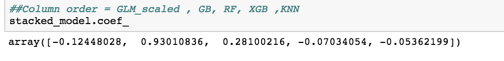 ##Column order = GLM_scaled , GB, RF, XGB ,KNN
stacked_model.coef_
array([-0.12448028,  0.93010836,  0.28100216, -0.07034054, -0.05362199])